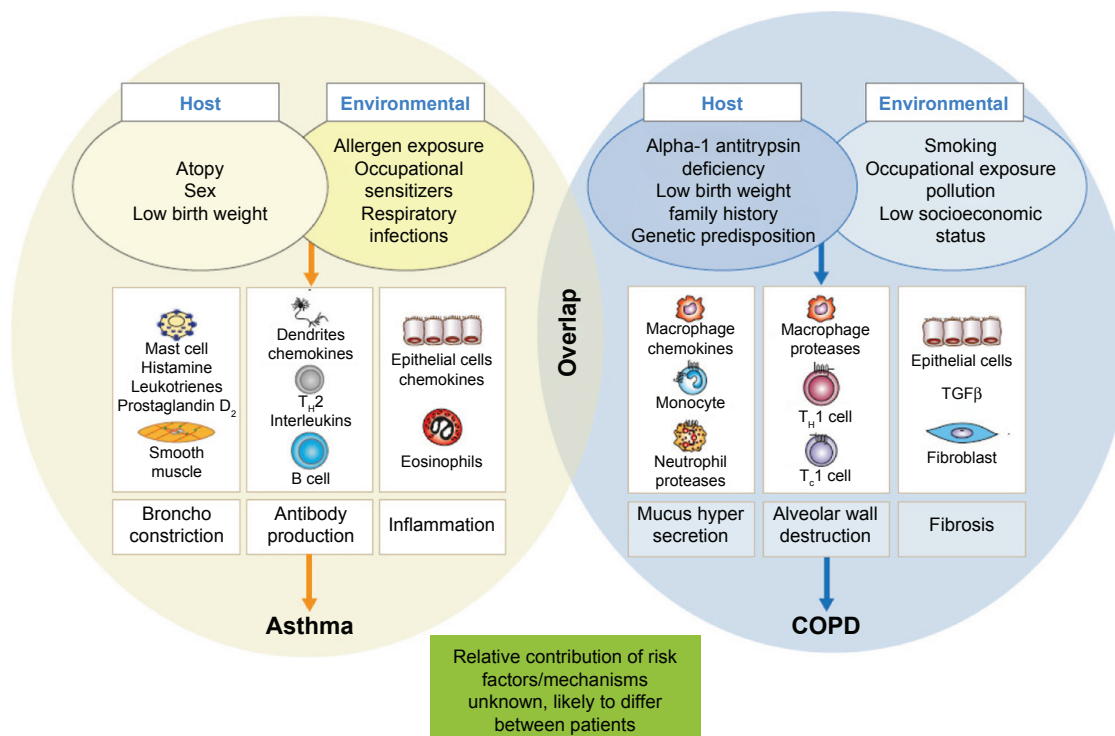 Host
Environmental
Atopy
Sex
Low birth weight
Allergen exposure
Occupational
sensitizers
Respiratory
infections
Mast cell
Histamine
Leukotrienes
Prostaglandin D₂
Smooth
muscle
Dendrites
chemokines
T_H2
Interleukins
B cell
Epithelial cells
chemokines
Eosinophils
Broncho
constriction
Antibody
production
Inflammation
Asthma
Overlap
Host
Environmental
Alpha-1 antitrypsin
deficiency
Low birth weight
family history
Genetic predisposition
Smoking
Occupational exposure
pollution
Low socioeconomic
status
Macrophage
chemokines
Monocyte
Neutrophil
proteases
Macrophage
proteases
T_H1 cell
T_c1 cell
Epithelial cells
TGFβ
Fibroblast
Mucus hyper
secretion
Alveolar wall
destruction
Fibrosis
COPD
Relative contribution of risk
factors/mechanisms
unknown, likely to differ
between patients